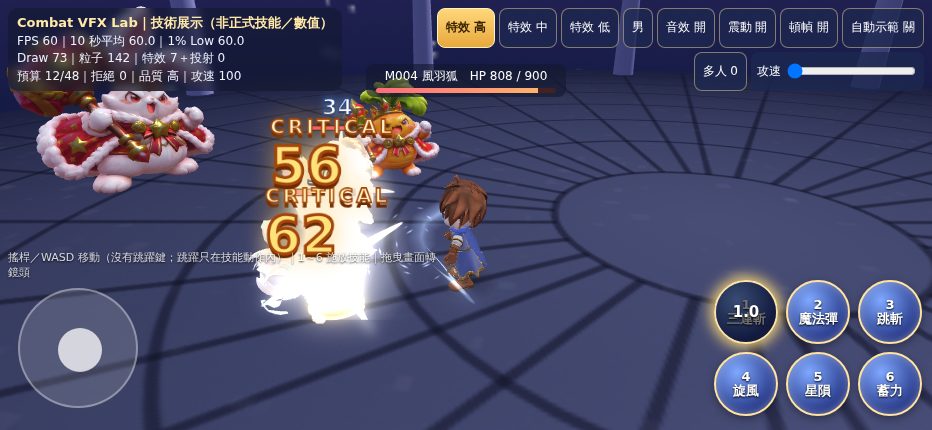 Combat VFX Lab｜技術展示（非正式技能／數值）
FPS 60｜10 秒平均 60.0｜1% Low 60.0
Draw 73｜粒子 142｜特效 7＋投射 0
預算 12/48｜拒絕 0｜品質 高｜攻速 100
特效 高
特效 中
特效 低
男
音效 開
震動 開
頓幀 開
自動示範 關
多人 0
攻速
M004 風羽狐 HP 808 / 900
34
CRITICAL
56
CRITICAL
62
搖桿／WASD 移動（沒有跳躍鍵；跳躍只在技能動作內）｜1～6 施放技能｜拖曳畫面轉
鏡頭
1
1.0
三連斬
2
魔法彈
3
跳斬
4
旋風
5
星隕
6
蓄力